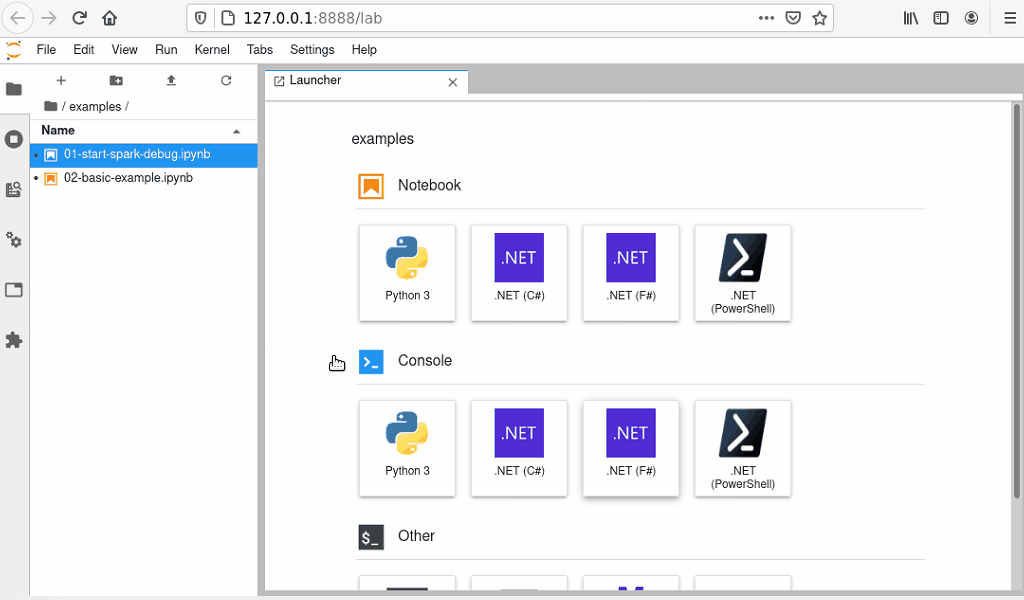 127.0.0.1:8888/lab
File Edit View Run Kernel Tabs Settings Help
Launcher
/ examples /
Name
01-start-spark-debug.ipynb
02-basic-example.ipynb
examples
Notebook
.NET .NET
Python 3 .NET (C#) .NET (F#) .NET
(PowerShell)
Console
.NET .NET
Python 3 .NET (C#) .NET (F#) .NET
(PowerShell)
$_ Other